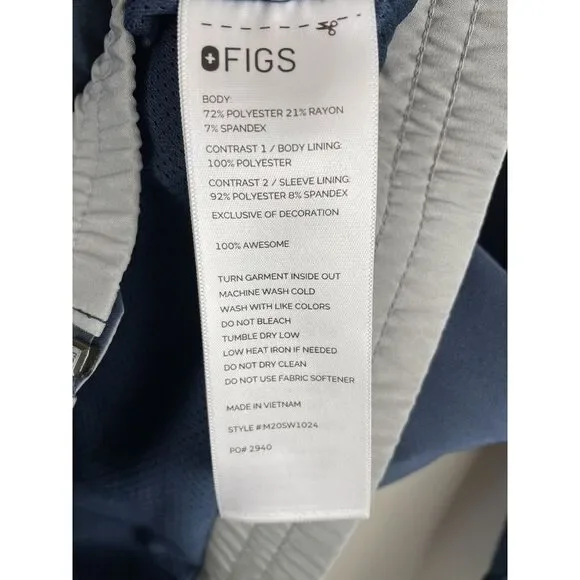 FIGS
BODY:
72% POLYESTER 21% RAYON
7% SPANDEX
CONTRAST 1 / BODY LINING:
100% POLYESTER
CONTRAST 2 / SLEEVE LINING:
92% POLYESTER 8% SPANDEX
EXCLUSIVE OF DECORATION
100% AWESOME
TURN GARMENT INSIDE OUT
MACHINE WASH COLD
WASH WITH LIKE COLORS
DO NOT BLEACH
TUMBLE DRY LOW
LOW HEAT IRON IF NEEDED
DO NOT DRY CLEAN
DO NOT USE FABRIC SOFTENER
MADE IN VIETNAM
STYLE #M20SW1024
PO# 2940